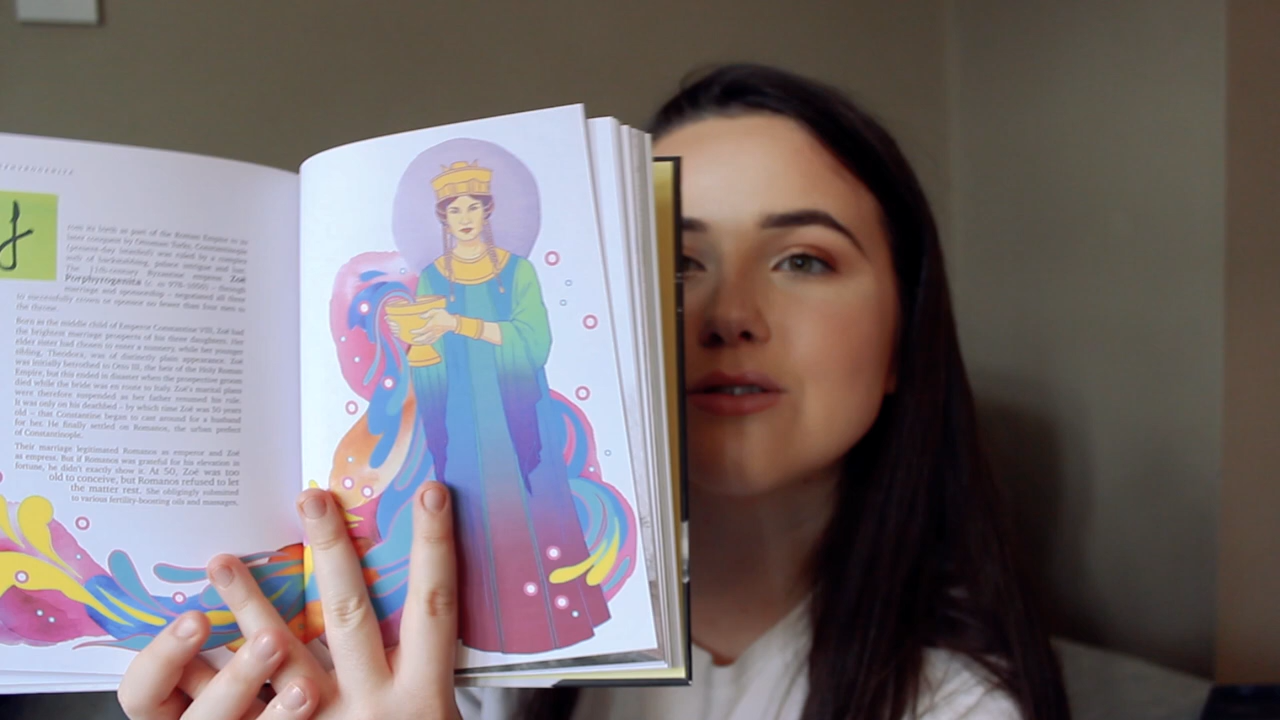 f
rom its birth as part of the Roman Empire to its
later conquest by Ottoman Turks, Constantinople
(present-day Istanbul) was ruled by a complex
web of backstabbing, palace intrigue and lust.
The 11th-century Byzantine empress Zoë
Porphyrogenita (c. AD 978–1050) – through
marriage and sponsorship – negotiated all three
to successfully crown or sponsor no fewer than four men to
the throne.
Born as the middle child of Emperor Constantine VIII, Zoë had
the brightest marriage prospects of his three daughters. Her
elder sister had chosen to enter a nunnery, while her younger
sibling, Theodora, was of distinctly plain appearance. Zoë
was initially betrothed to Otto III, the heir of the Holy Roman
Empire, but this ended in disaster when the prospective groom
died while the bride was en route to Italy. Zoë's marital plans
were therefore suspended as her father resumed his rule.
It was only on his deathbed – by which time Zoë was 50 years
old – that Constantine began to cast around for a husband
for her. He finally settled on Romanos, the urban prefect
of Constantinople.
Their marriage legitimated Romanos as emperor and Zoë
as empress. But if Romanos was grateful for his elevation in
fortune, he didn't exactly show it. At 50, Zoë was too
old to conceive, but Romanos refused to let
the matter rest. She obligingly submitted
to various fertility-boosting oils and massages,